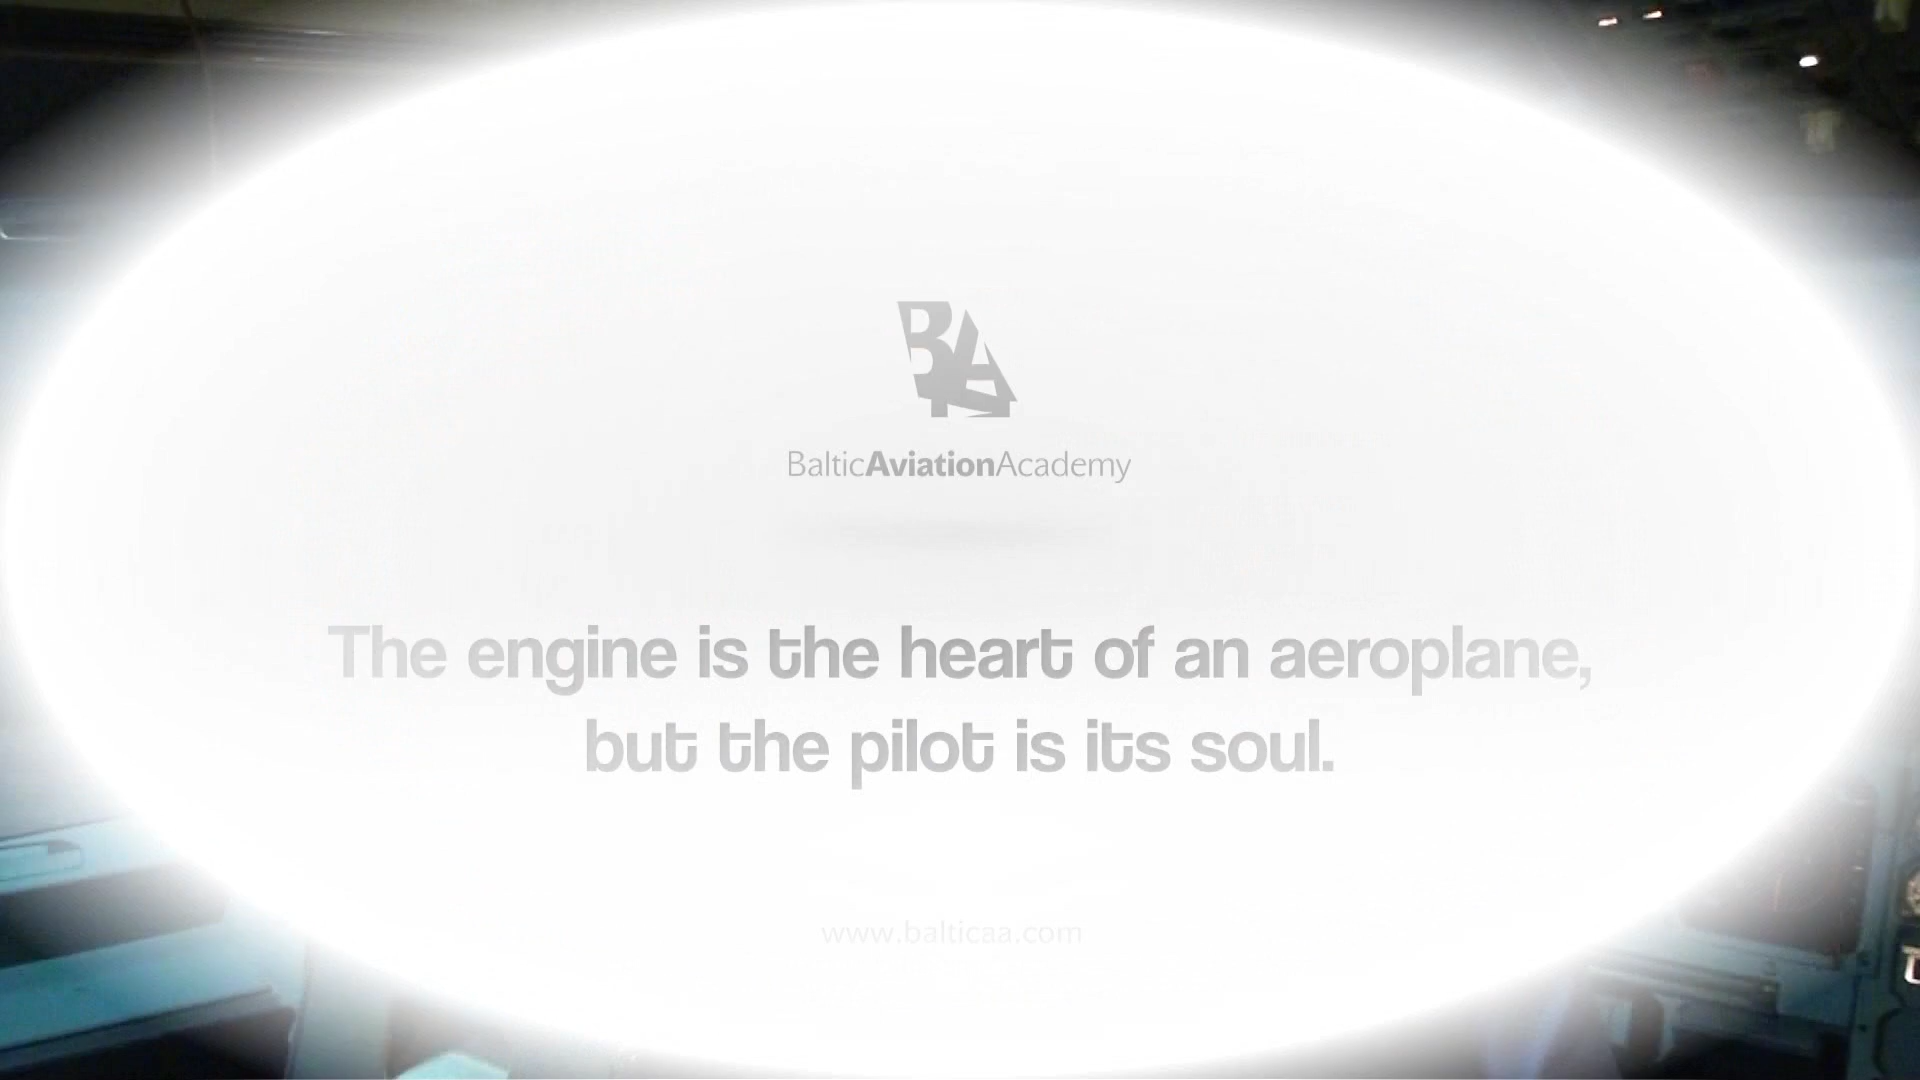 BA
BalticAviationAcademy
The engine is the heart of an aeroplane,
but the pilot is its soul.
www.balticaa.com